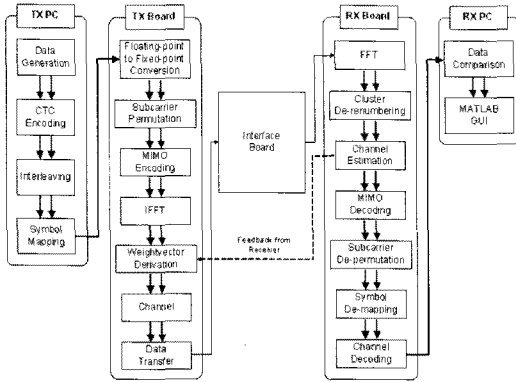 TX PC
Data
Generation
CTC
Encoding
Interleaving
Symbol
Mapping
TX Board
Floating-point
to Fixed-point
Conversion
Subcarrier
Permutation
MIMO
Encoding
IFFT
Weightvector
Derivation
Channel
Data
Transfer
Interface
Board
Feedback from
Receiver
RX Board
FFT
Cluster
De-renumbering
Channel
Estimation
MIMO
Decoding
Subcarrier
De-permutation
Symbol
De-mapping
Channel
Decoding
RX PC
Data
Comparison
MATLAB
GUI